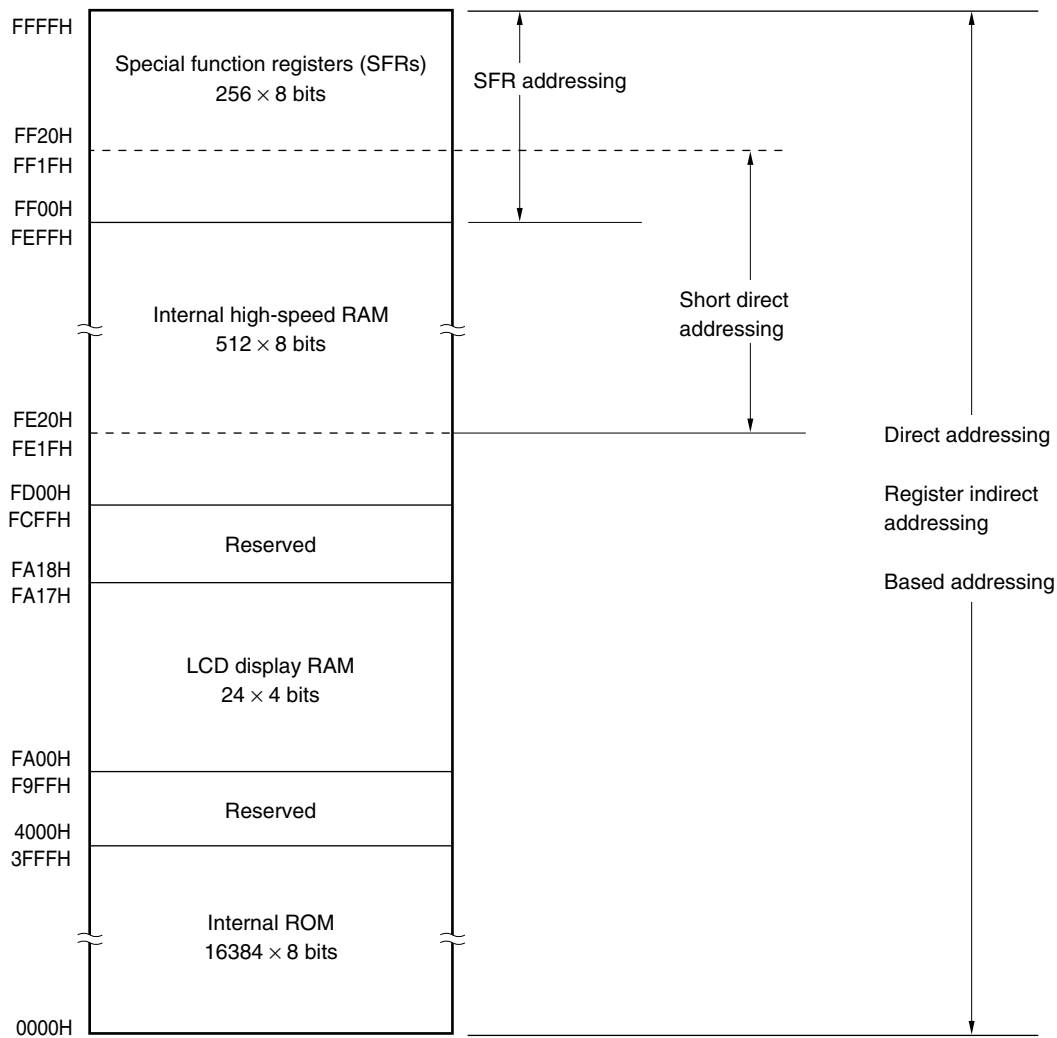 FFFFH
Special function registers (SFRs)
256 × 8 bits
SFR addressing
FF20H
FF1FH
FF00H
FEFFH
Internal high-speed RAM
512 × 8 bits
Short direct
addressing
FE20H
FE1FH
Direct addressing
Register indirect
addressing
Based addressing
FD00H
FCFFH
Reserved
FA18H
FA17H
LCD display RAM
24 × 4 bits
FA00H
F9FFH
Reserved
4000H
3FFFH
Internal ROM
16384 × 8 bits
0000H